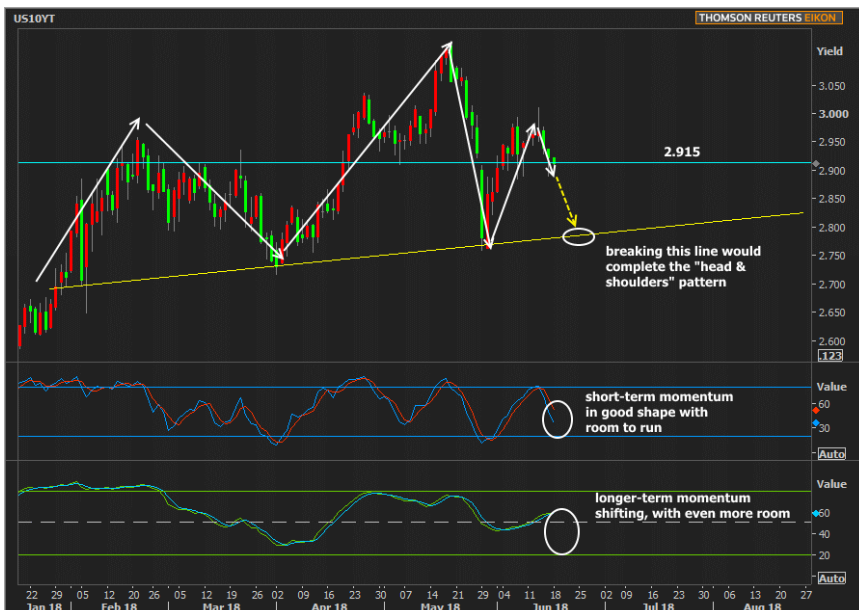 US10YT
THOMSON REUTERS EIKON
Yield
3.050
3.000
2.950
2.915
2.900
2.850
2.800
breaking this line would
complete the "head &
shoulders" pattern
2.750
2.700
2.650
2.600
.123
Value
short-term momentum
in good shape with
room to run
60
30
Auto
Value
longer-term momentum
shifting, with even more room
60
40
20
Auto
22 29 05 12 20 26 05 12 19 26 02 09 16 23 30 07 14 21 29 04 11 18 25 02 09 16 23 30 06 13 20 27
Jan 18 Feb 18 Mar 18 Apr 18 May 18 Jun 18 Jul 18 Aug 18